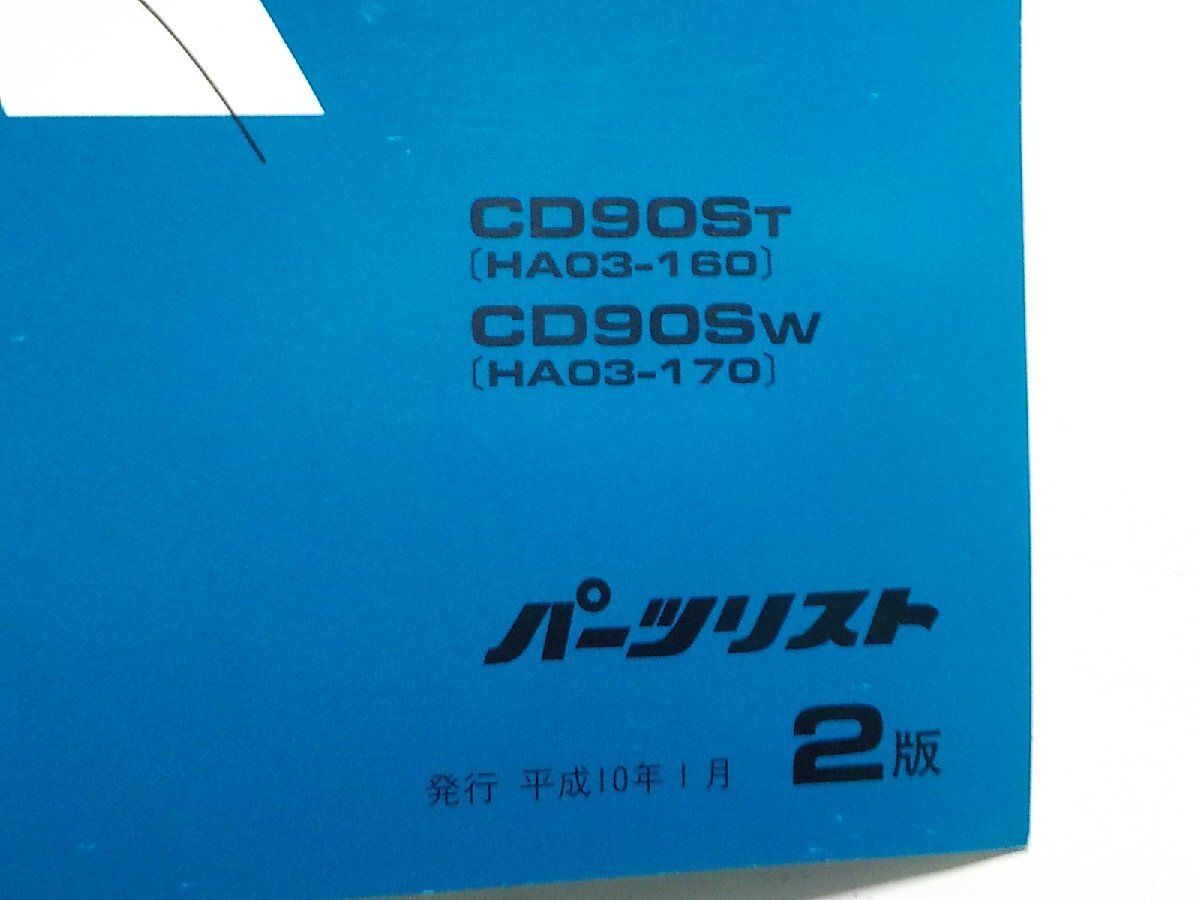 CD90ST
〔HA03-160〕
CD90SW
〔HA03-170〕
パーツリスト
2版
発行 平成10年1月